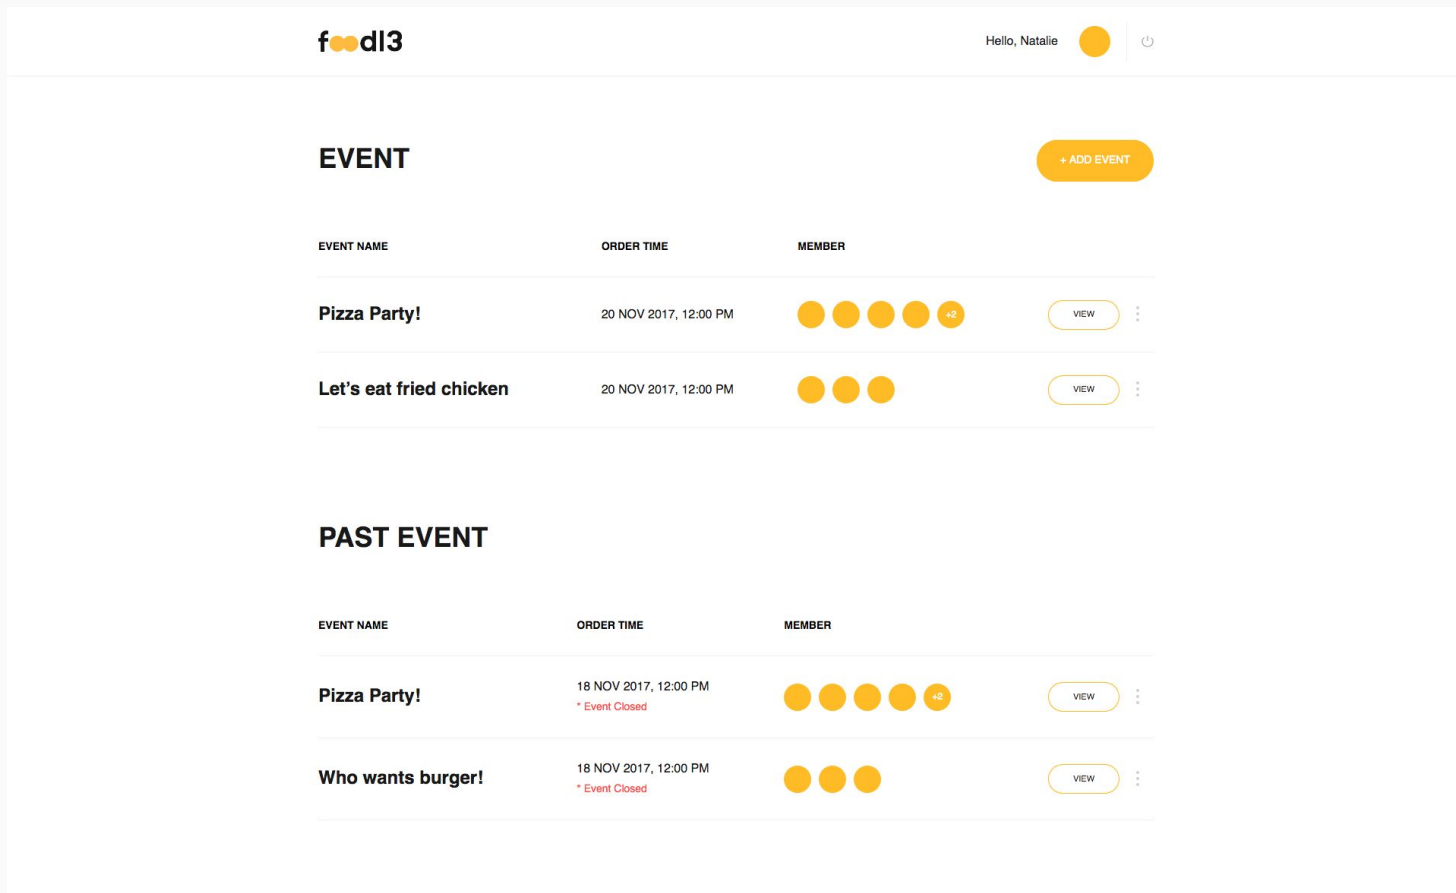 foodl3
Hello, Natalie
EVENT
+ ADD EVENT
EVENT NAME ORDER TIME MEMBER
Pizza Party! 20 NOV 2017, 12:00 PM +2 VIEW
Let’s eat fried chicken 20 NOV 2017, 12:00 PM VIEW
PAST EVENT
EVENT NAME ORDER TIME MEMBER
Pizza Party! 18 NOV 2017, 12:00 PM +2 VIEW
* Event Closed
Who wants burger! 18 NOV 2017, 12:00 PM VIEW
* Event Closed